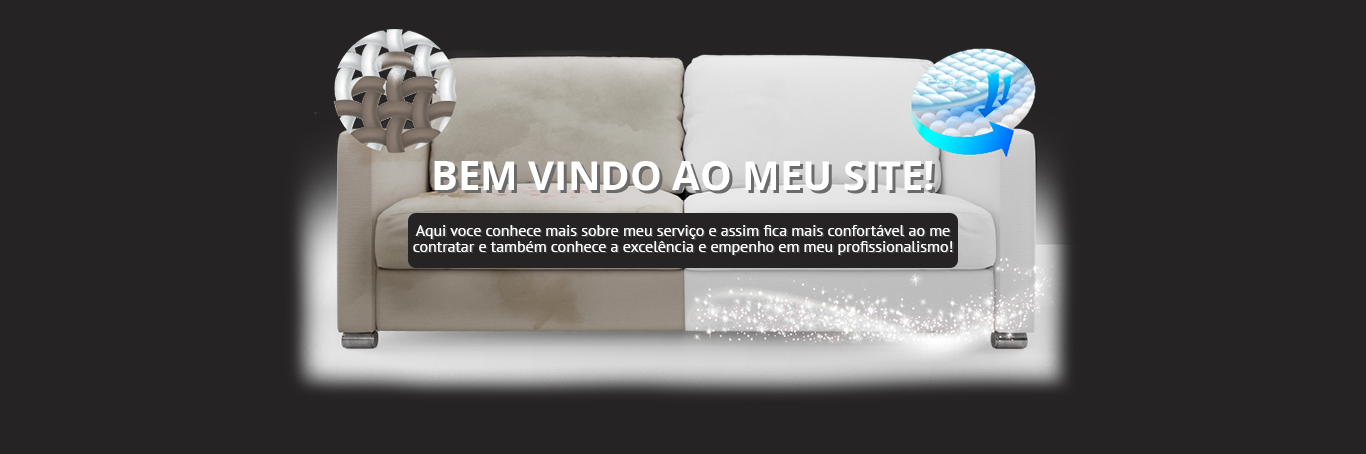 BEM VINDO AO MEU SITE!
Aqui voce conhece mais sobre meu serviço e assim fica mais confortável ao me
contratar e também conhece a excelência e empenho em meu profissionalismo!